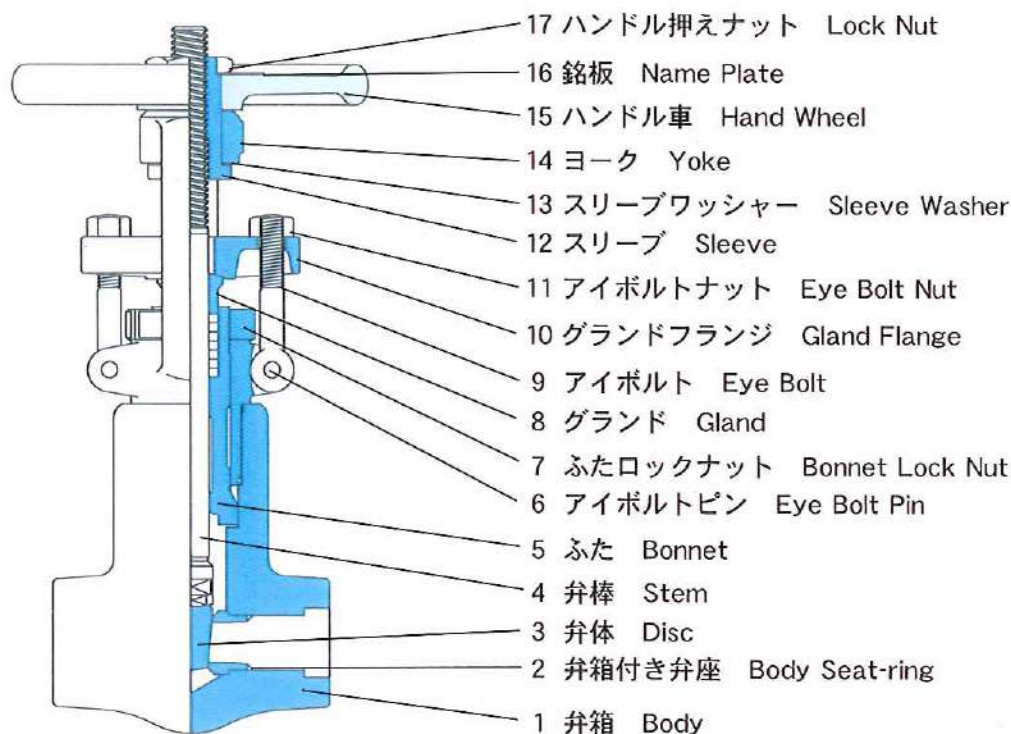 17 ハンドル押えナット Lock Nut
16 銘板 Name Plate
15 ハンドル車 Hand Wheel
14 ヨーク Yoke
13 スリーブワッシャー Sleeve Washer
12 スリーブ Sleeve
11 アイボルトナット Eye Bolt Nut
10 グランドフランジ Gland Flange
9 アイボルト Eye Bolt
8 グランド Gland
7 ふたロックナット Bonnet Lock Nut
6 アイボルトピン Eye Bolt Pin
5 ふた Bonnet
4 弁棒 Stem
3 弁体 Disc
2 弁箱付き弁座 Body Seat-ring
1 弁箱 Body